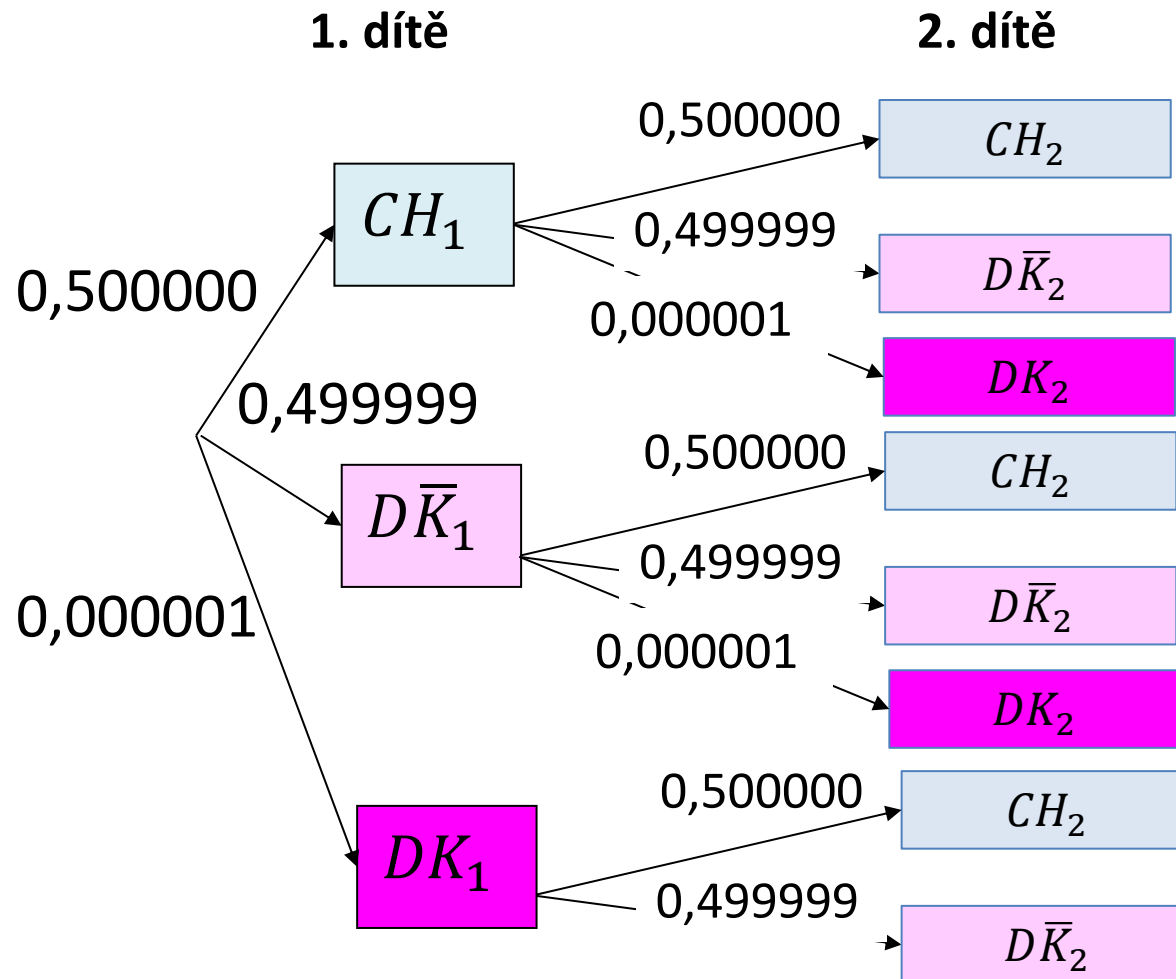 1. dítě
2. dítě
0,500000
CH₂
CH₁
0,499999
DK̅₂
0,500000
0,000001
DK₂
0,499999
0,500000
CH₂
DK̅₁
0,499999
DK̅₂
0,000001
0,000001
DK₂
0,500000
CH₂
DK₁
0,499999
DK̅₂